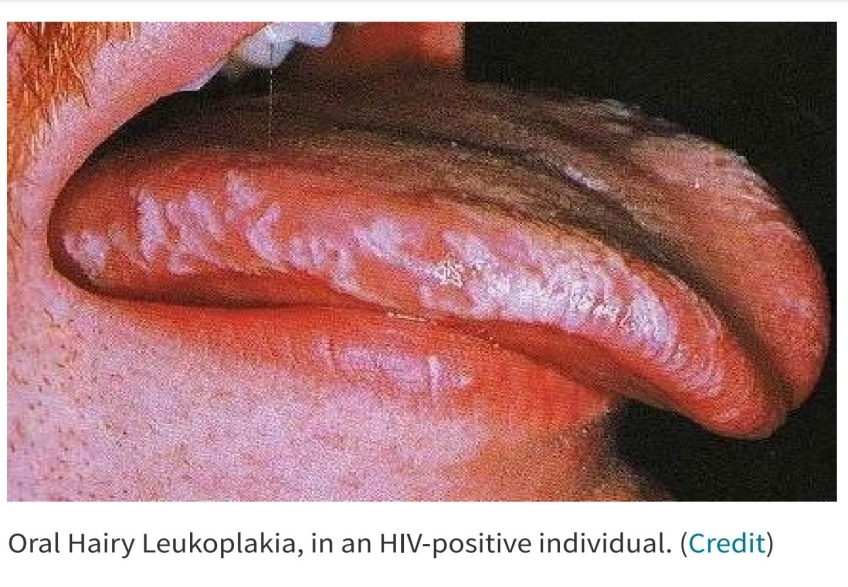 Oral Hairy Leukoplakia, in an HIV-positive individual. (Credit)